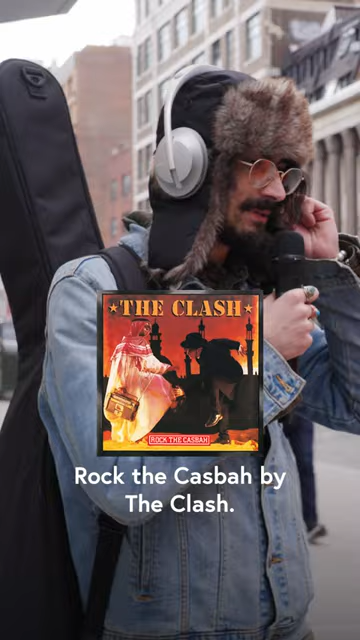 ★THE CLASH★
ROCK THE CASBAH
Rock the Casbah by
The Clash.